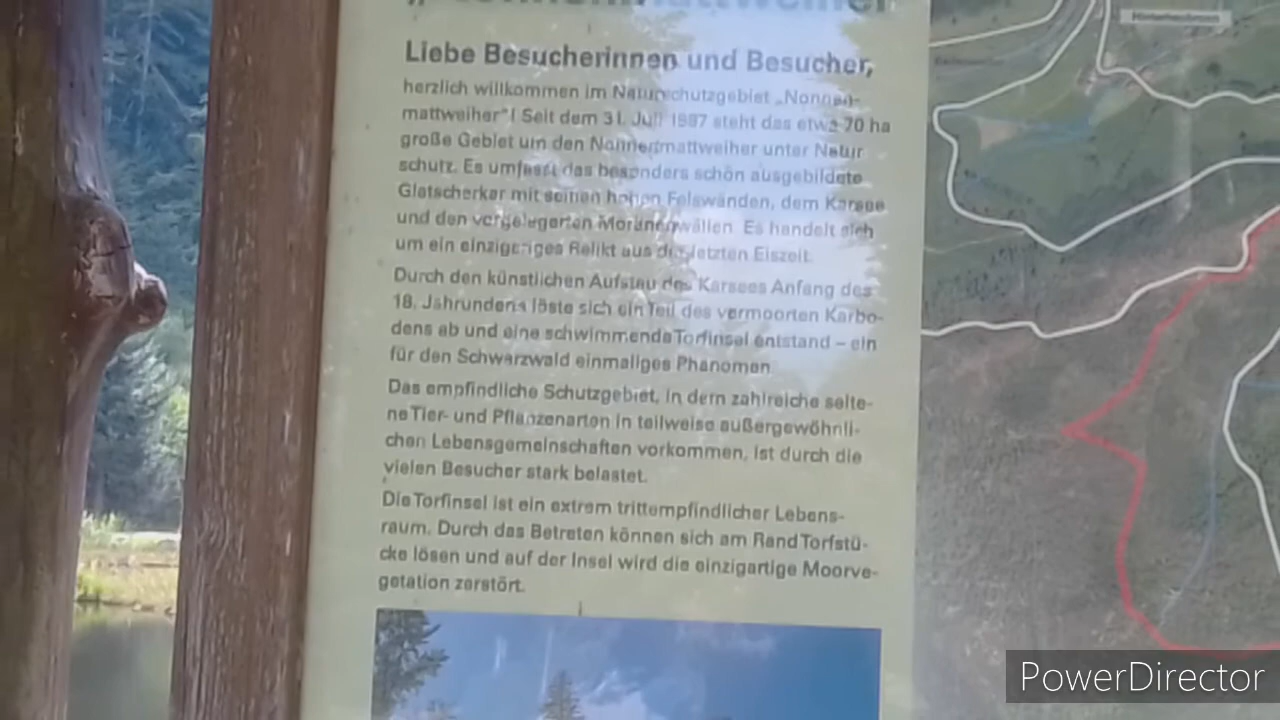 Liebe Besucherinnen und Besucher,
herzlich willkommen im Naturschutzgebiet „Nonnen-
mattweiher“! Seit dem 31. Juli 1987 steht das etwa 70 ha
große Gebiet um den Nonnenmattweiher unter Natur
schutz. Es umfasst das besonders schön ausgebildete
Gletscherkar mit seinen hohen Felswänden, dem Karsee
und den vorgelagerten Moränenwällen. Es handelt sich
um ein einzigartiges Relikt aus der letzten Eiszeit.
Durch den künstlichen Aufstau des Karsees Anfang des
18. Jahrhunderts löste sich ein Teil des vermoorten Karbo-
dens ab und eine schwimmende Torfinsel entstand – ein
für den Schwarzwald einmaliges Phänomen
Das empfindliche Schutzgebiet, in dem zahlreiche selte-
ne Tier- und Pflanzenarten in teilweise außergewöhnli-
chen Lebensgemeinschaften vorkommen, ist durch die
vielen Besucher stark belastet.
Die Torfinsel ist ein extrem trittempfindlicher Lebens-
raum. Durch das Betreten können sich am Rand Torfstü-
cke lösen und auf der Insel wird die einzigartige Moorve-
getation zerstört.
PowerDirector